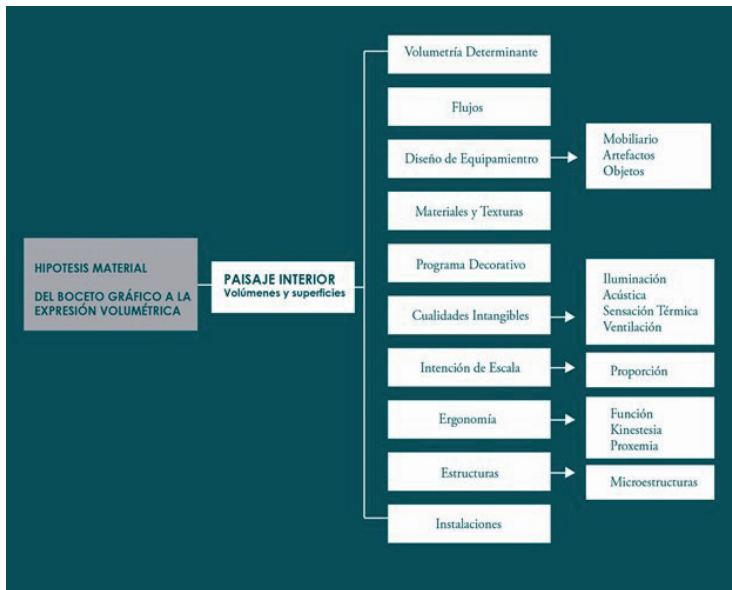 HIPOTESIS MATERIAL
DEL BOCETO GRÁFICO A LA
EXPRESIÓN VOLUMÉTRICA
PAISAJE INTERIOR
Volúmenes y superficies
Volumetría Determinante
Flujos
Diseño de Equipamientro
Mobiliario
Artefactos
Objetos
Materiales y Texturas
Programa Decorativo
Cualidades Intangibles
Iluminación
Acústica
Sensación Térmica
Ventilación
Intención de Escala
Proporción
Ergonomía
Función
Kinestesia
Proxemia
Estructuras
Microestructuras
Instalaciones